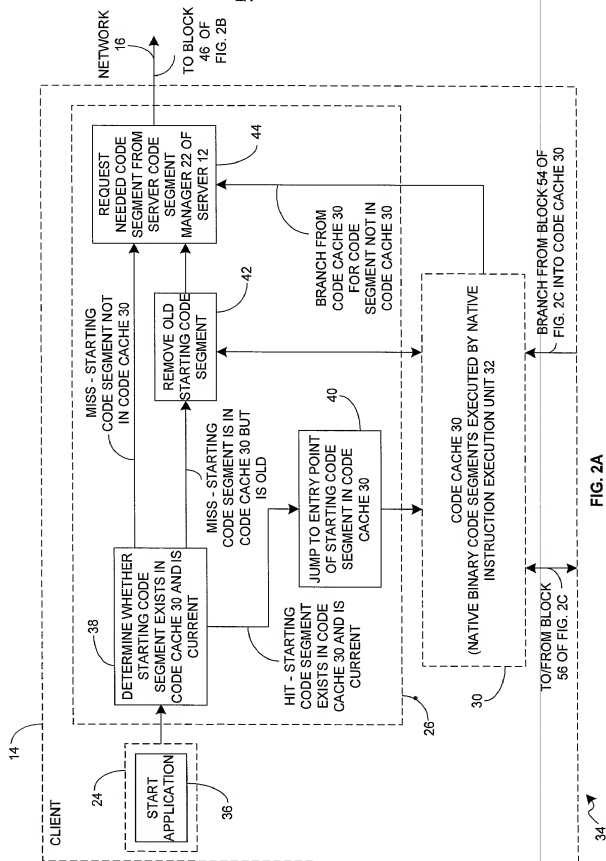 14
CLIENT
24
START
APPLICATION
36
38
DETERMINE WHETHER
STARTING CODE
SEGMENT EXISTS IN
CODE CACHE 30 AND IS
CURRENT
MISS - STARTING
CODE SEGMENT NOT
IN CODE CACHE 30
MISS - STARTING
CODE SEGMENT IS IN
CODE CACHE 30 BUT
IS OLD
HIT - STARTING
CODE SEGMENT
EXISTS IN CODE
CACHE 30 AND IS
CURRENT
REMOVE OLD
STARTING CODE
SEGMENT
42
REQUEST
NEEDED CODE
SEGMENT FROM
SERVER CODE
SEGMENT
MANAGER 22 OF
SERVER 12
44
NETWORK
16
TO BLOCK
46 OF
FIG. 2B
40
JUMP TO ENTRY POINT
OF STARTING CODE
SEGMENT IN CODE
CACHE 30
BRANCH FROM
CODE CACHE 30
FOR CODE
SEGMENT NOT IN
CODE CACHE 30
26
30
CODE CACHE 30
(NATIVE BINARY CODE SEGMENTS EXECUTED BY NATIVE
INSTRUCTION EXECUTION UNIT 32
TO/FROM BLOCK
56 OF FIG. 2C
BRANCH FROM BLOCK 54 OF
FIG. 2C INTO CODE CACHE 30
34
FIG. 2A